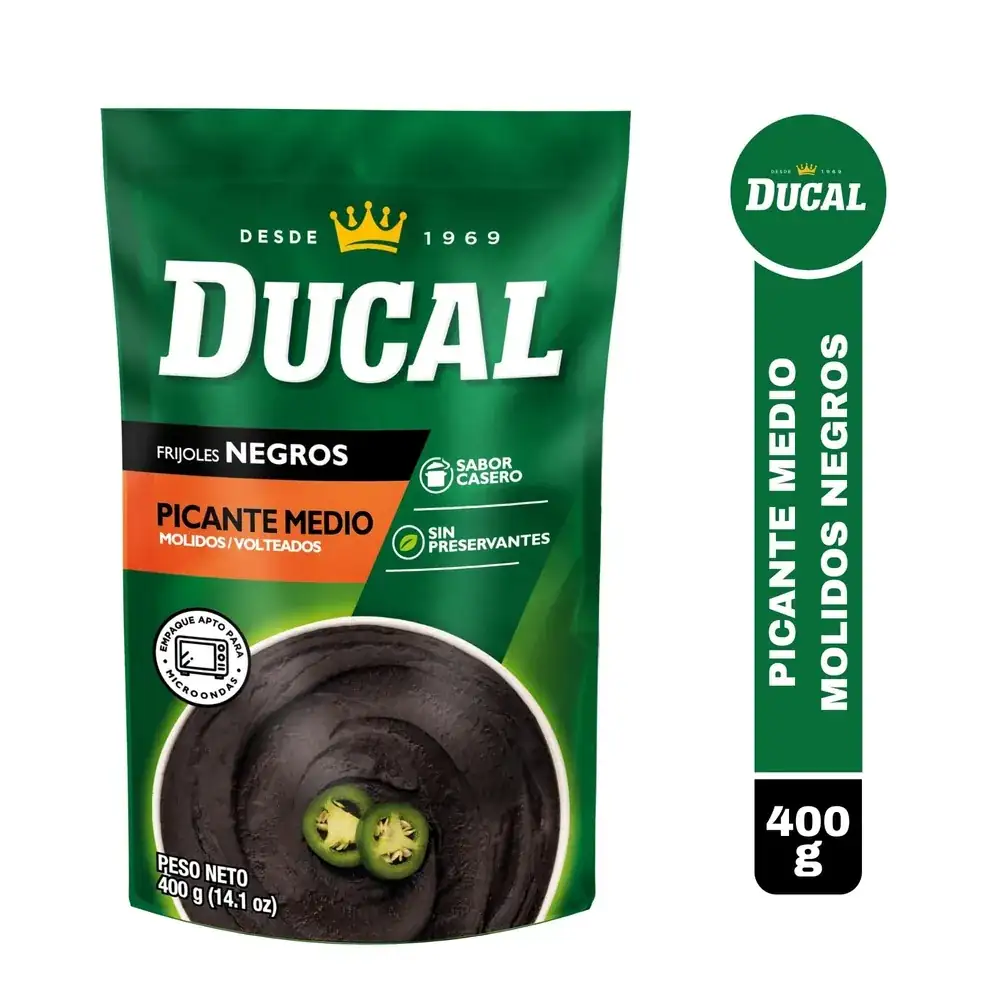 DESDE 1969
DUCAL
FRIJOLES NEGROS
PICANTE MEDIO
MOLIDOS/VOLTEADOS
SABOR
CASERO
SIN
PRESERVANTES
EMPAQUE APTO PARA
MICROONDAS
PESO NETO
400 g (14.1 oz)
DESDE 1969
DUCAL
PICANTE MEDIO
MOLIDOS NEGROS
400
g